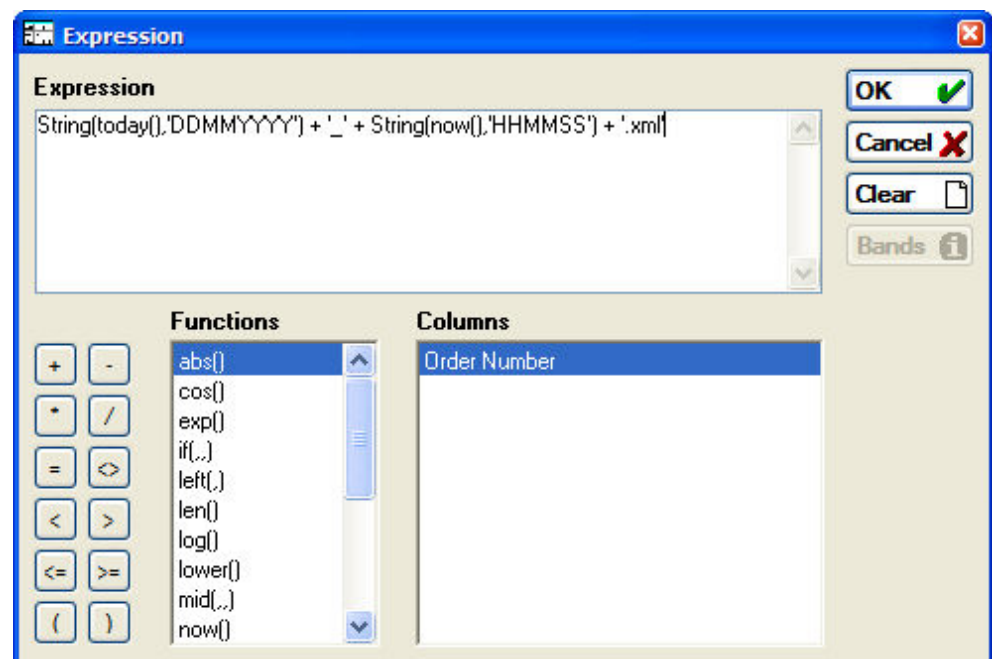 Expression
Expression
String(today(),'DDMMYYYY') + '_' + String(now(),'HHMMSS') + '.xml'
OK
Cancel
Clear
Bands
Functions
Columns
+ -
* /
= <>
< >
<= >=
( )
abs()
cos()
exp()
if(,,)
left(,)
len()
log()
lower()
mid(,,)
now()
Order Number